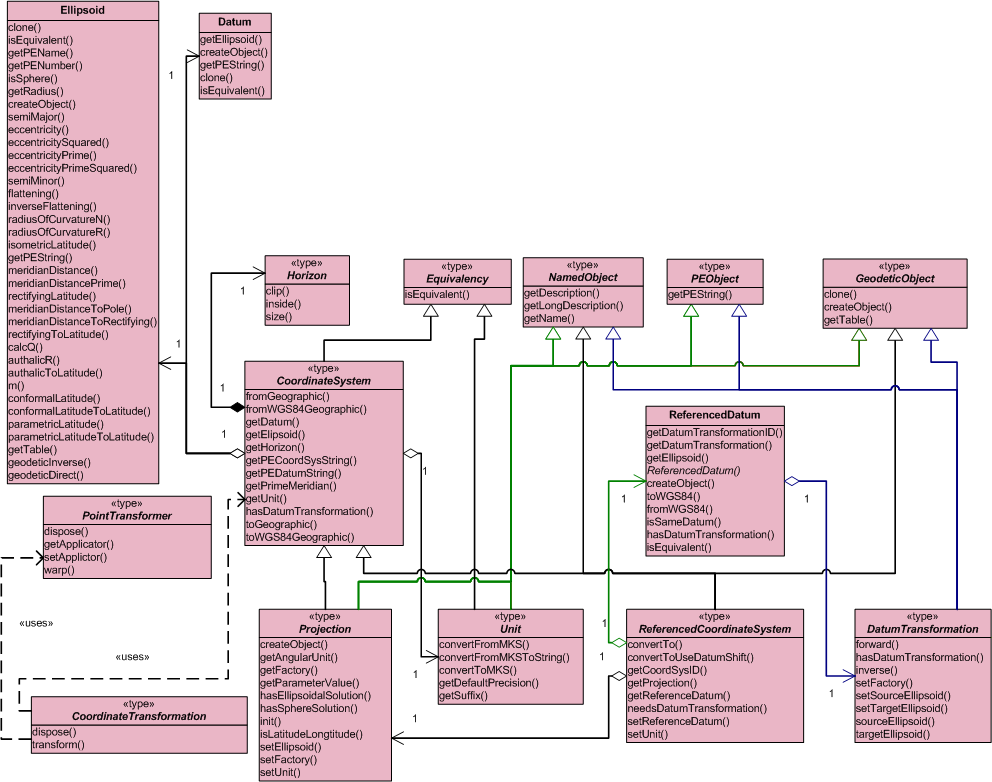 Ellipsoid
clone()
isEquivalent()
getPEName()
getPENumber()
isSphere()
getRadius()
createObject()
semiMajor()
eccentricity()
eccentricitySquared()
eccentricityPrime()
eccentricityPrimeSquared()
semiMinor()
flattening()
inverseFlattening()
radiusOfCurvatureN()
radiusOfCurvatureR()
isometricLatitude()
getPEString()
meridianDistance()
meridianDistancePrime()
rectifyingLatitude()
meridianDistanceToPole()
meridianDistanceToRectifying()
rectifyingToLatitude()
calcQ()
authalicR()
authalicToLatitude()
m()
conformalLatitude()
conformalLatitudeToLatitude()
parametricLatitude()
parametricLatitudeToLatitude()
getTable()
geodeticInverse()
geodeticDirect()
Datum
getEllipsoid()
createObject()
getPEString()
clone()
isEquivalent()
1
1
«type»
Horizon
clip()
inside()
size()
1
1
1
«type»
Equivalency
isEquivalent()
«type»
NamedObject
getDescription()
getLongDescription()
getName()
«type»
PEObject
getPEString()
«type»
GeodeticObject
clone()
createObject()
getTable()
«type»
CoordinateSystem
fromGeographic()
fromWGS84Geographic()
getDatum()
getElipsoid()
getHorizon()
getPECoordSysString()
getPEDatumString()
getPrimeMeridian()
getUnit()
hasDatumTransformation()
toGeographic()
toWGS84Geographic()
1
ReferencedDatum
getDatumTransformationID()
getDatumTransformation()
getEllipsoid()
ReferencedDatum()
createObject()
toWGS84()
fromWGS84()
isSameDatum()
hasDatumTransformation()
isEquivalent()
1
1
«type»
PointTransformer
dispose()
getApplicator()
setApplictor()
warp()
«uses»
«uses»
«type»
CoordinateTransformation
dispose()
transform()
«type»
Projection
createObject()
getAngularUnit()
getFactory()
getParameterValue()
hasEllipsoidalSolution()
hasSphereSolution()
init()
isLatitudeLongtitude()
setEllipsoid()
setFactory()
setUnit()
1
1
«type»
Unit
convertFromMKS()
convertFromMKSToString()
convertToMKS()
getDefaultPrecision()
getSuffix()
1
1
«type»
ReferencedCoordinateSystem
convertTo()
convertToUseDatumShift()
getCoordSysID()
getProjection()
getReferenceDatum()
needsDatumTransformation()
setReferenceDatum()
setUnit()
1
«type»
DatumTransformation
forward()
hasDatumTransformation()
inverse()
setFactory()
setSourceEllipsoid()
setTargetEllipsoid()
sourceEllipsoid()
targetEllipsoid()